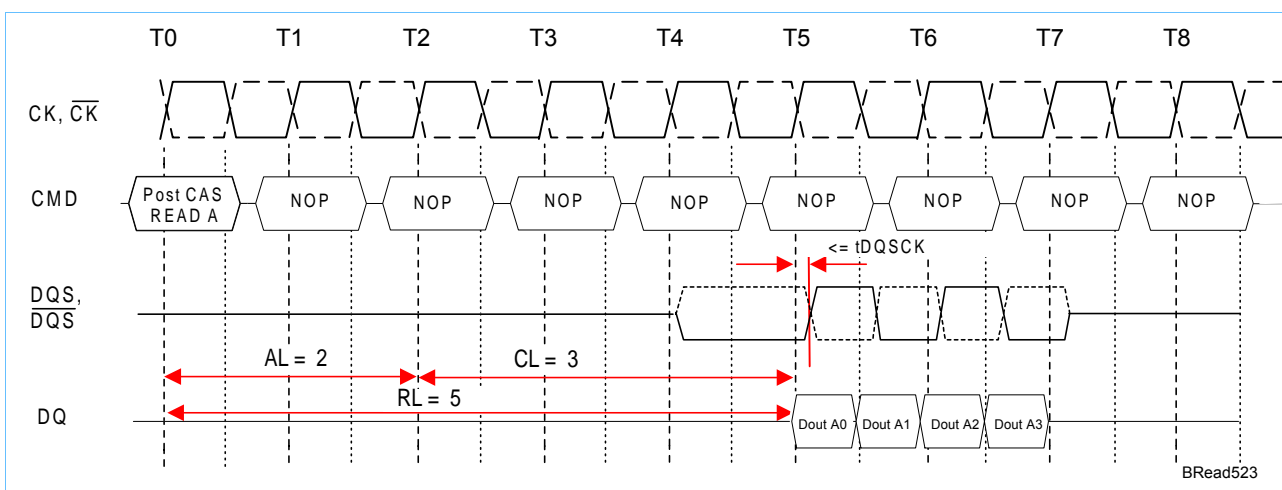 T0 T1 T2 T3 T4 T5 T6 T7 T8
CK, CK
CMD
Post CAS
READ A
NOP NOP NOP NOP NOP NOP NOP NOP
<= tDQSCK
DQS,
DQS
AL = 2
CL = 3
RL = 5
DQ
Dout A0 Dout A1 Dout A2 Dout A3
BRead523